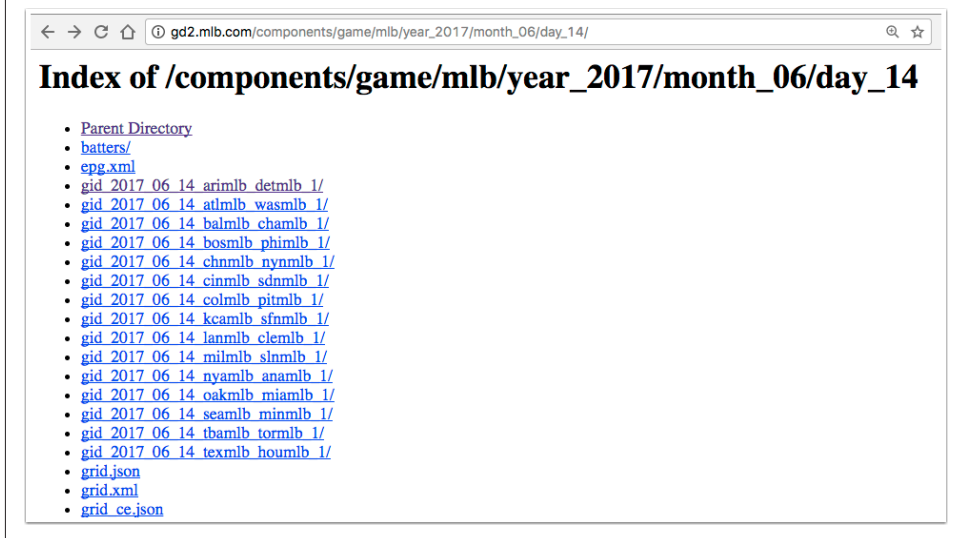 gd2.mlb.com/components/game/mlb/year_2017/month_06/day_14/
Index of /components/game/mlb/year_2017/month_06/day_14
Parent Directory
batters/
epg.xml
gid_2017_06_14_arimlb_detmlb_1/
gid_2017_06_14_atlmlb_wasmlb_1/
gid_2017_06_14_balmlb_chamlb_1/
gid_2017_06_14_bosmlb_phimlb_1/
gid_2017_06_14_chnmlb_nynmlb_1/
gid_2017_06_14_cinmlb_sdnmlb_1/
gid_2017_06_14_colmlb_pitmlb_1/
gid_2017_06_14_kcamlb_sfnmlb_1/
gid_2017_06_14_lanmlb_clemlb_1/
gid_2017_06_14_milmlb_slnmlb_1/
gid_2017_06_14_nyamlb_anamlb_1/
gid_2017_06_14_oakmlb_miamlb_1/
gid_2017_06_14_seamlb_minmlb_1/
gid_2017_06_14_tbamlb_tormlb_1/
gid_2017_06_14_texmlb_houmlb_1/
grid.json
grid.xml
grid_ce.json